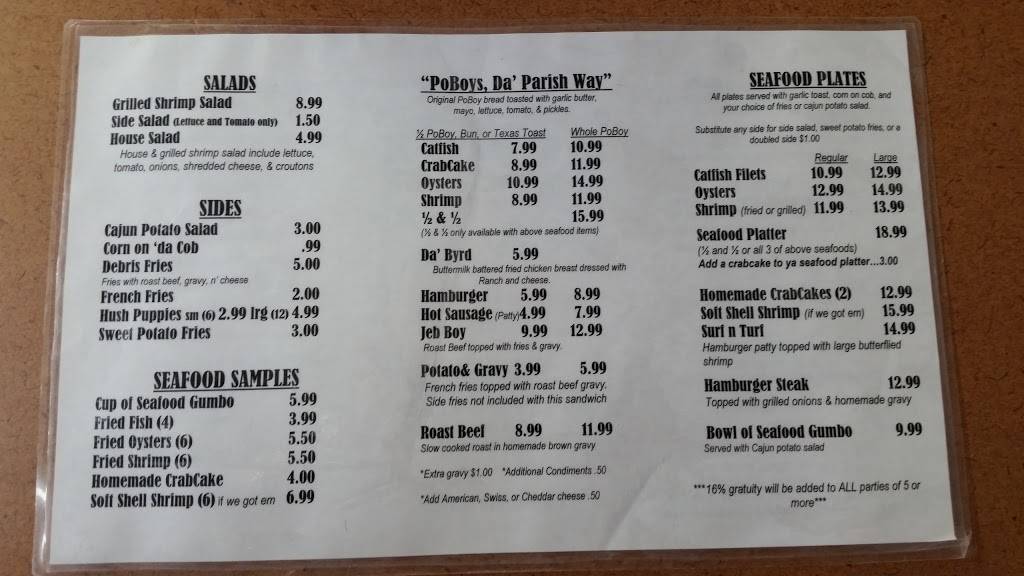 SALADS
Grilled Shrimp Salad 8.99
Side Salad (Lettuce and Tomato only) 1.50
House Salad 4.99
House & grilled shrimp salad include lettuce,
tomato, onions, shredded cheese, & croutons
SIDES
Cajun Potato Salad 3.00
Corn on 'da Cob .99
Debris Fries 5.00
Fries with roast beef, gravy, n' cheese
French Fries 2.00
Hush Puppies sm (6) 2.99 lrg (12) 4.99
Sweet Potato Fries 3.00
SEAFOOD SAMPLES
Cup of Seafood Gumbo 5.99
Fried Fish (4) 3.99
Fried Oysters (6) 5.50
Fried Shrimp (6) 5.50
Homemade CrabCake 4.00
Soft Shell Shrimp (6) if we got em 6.99
"PoBoys, Da' Parish Way"
Original PoBoy bread toasted with garlic butter,
mayo, lettuce, tomato, & pickles.
½ PoBoy, Bun, or Texas Toast Whole PoBoy
Catfish 7.99 10.99
CrabCake 8.99 11.99
Oysters 10.99 14.99
Shrimp 8.99 11.99
½ & ½ 15.99
(½ & ½ only available with above seafood items)
Da' Byrd 5.99
Buttermilk battered fried chicken breast dressed with
Ranch and cheese.
Hamburger 5.99 8.99
Hot Sausage (Patty) 4.99 7.99
Jeb Boy 9.99 12.99
Roast Beef topped with fries & gravy.
Potato& Gravy 3.99 5.99
French fries topped with roast beef gravy.
Side fries not included with this sandwich
Roast Beef 8.99 11.99
Slow cooked roast in homemade brown gravy
*Extra gravy $1.00 *Additional Condiments .50
*Add American, Swiss, or Cheddar cheese .50
SEAFOOD PLATES
All plates served with garlic toast, corn on cob, and
your choice of fries or cajun potato salad.
Substitute any side for side salad, sweet potato fries, or a
doubled side $1.00
Regular Large
Catfish Filets 10.99 12.99
Oysters 12.99 14.99
Shrimp (fried or grilled) 11.99 13.99
Seafood Platter 18.99
(½ and ½ or all 3 of above seafoods)
Add a crabcake to ya seafood platter...3.00
Homemade CrabCakes (2) 12.99
Soft Shell Shrimp (if we got em) 15.99
Surf n Turf 14.99
Hamburger patty topped with large butterflied
shrimp
Hamburger Steak 12.99
Topped with grilled onions & homemade gravy
Bowl of Seafood Gumbo 9.99
Served with Cajun potato salad
***16% gratuity will be added to ALL parties of 5 or
more***